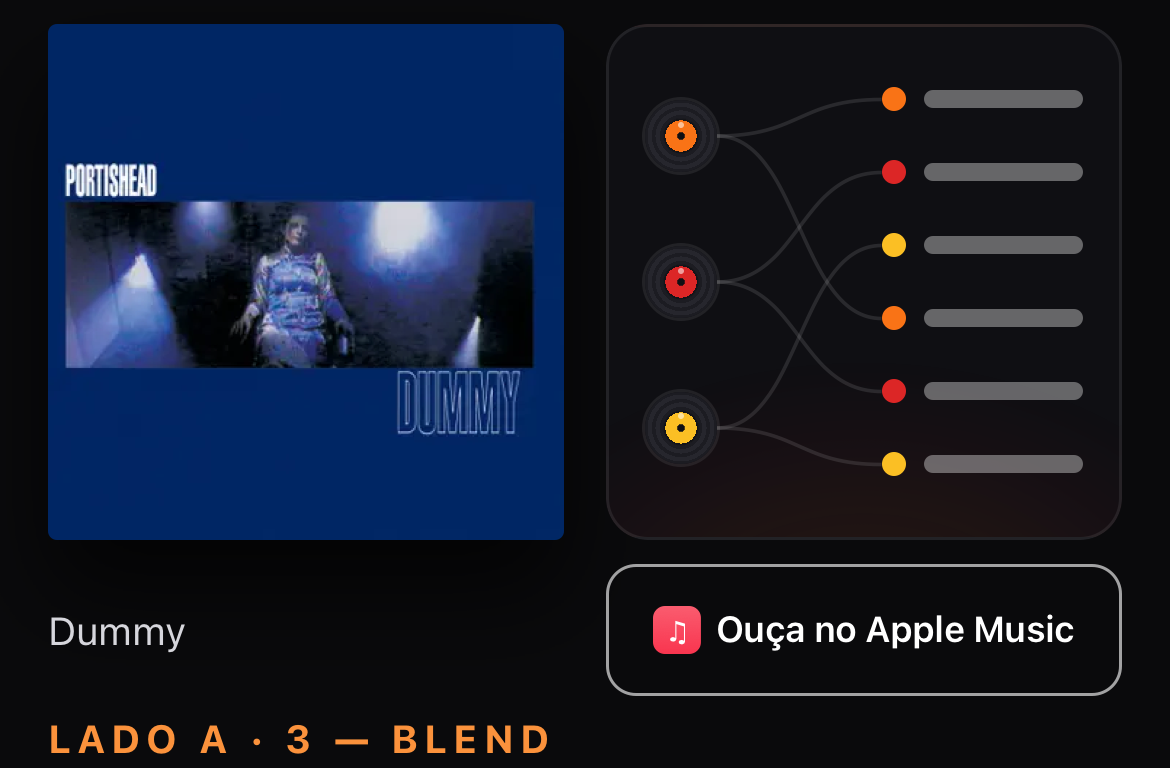 PORTISHEAD
DUMMY
Dummy
Ouça no Apple Music
LADO A · 3 — BLEND